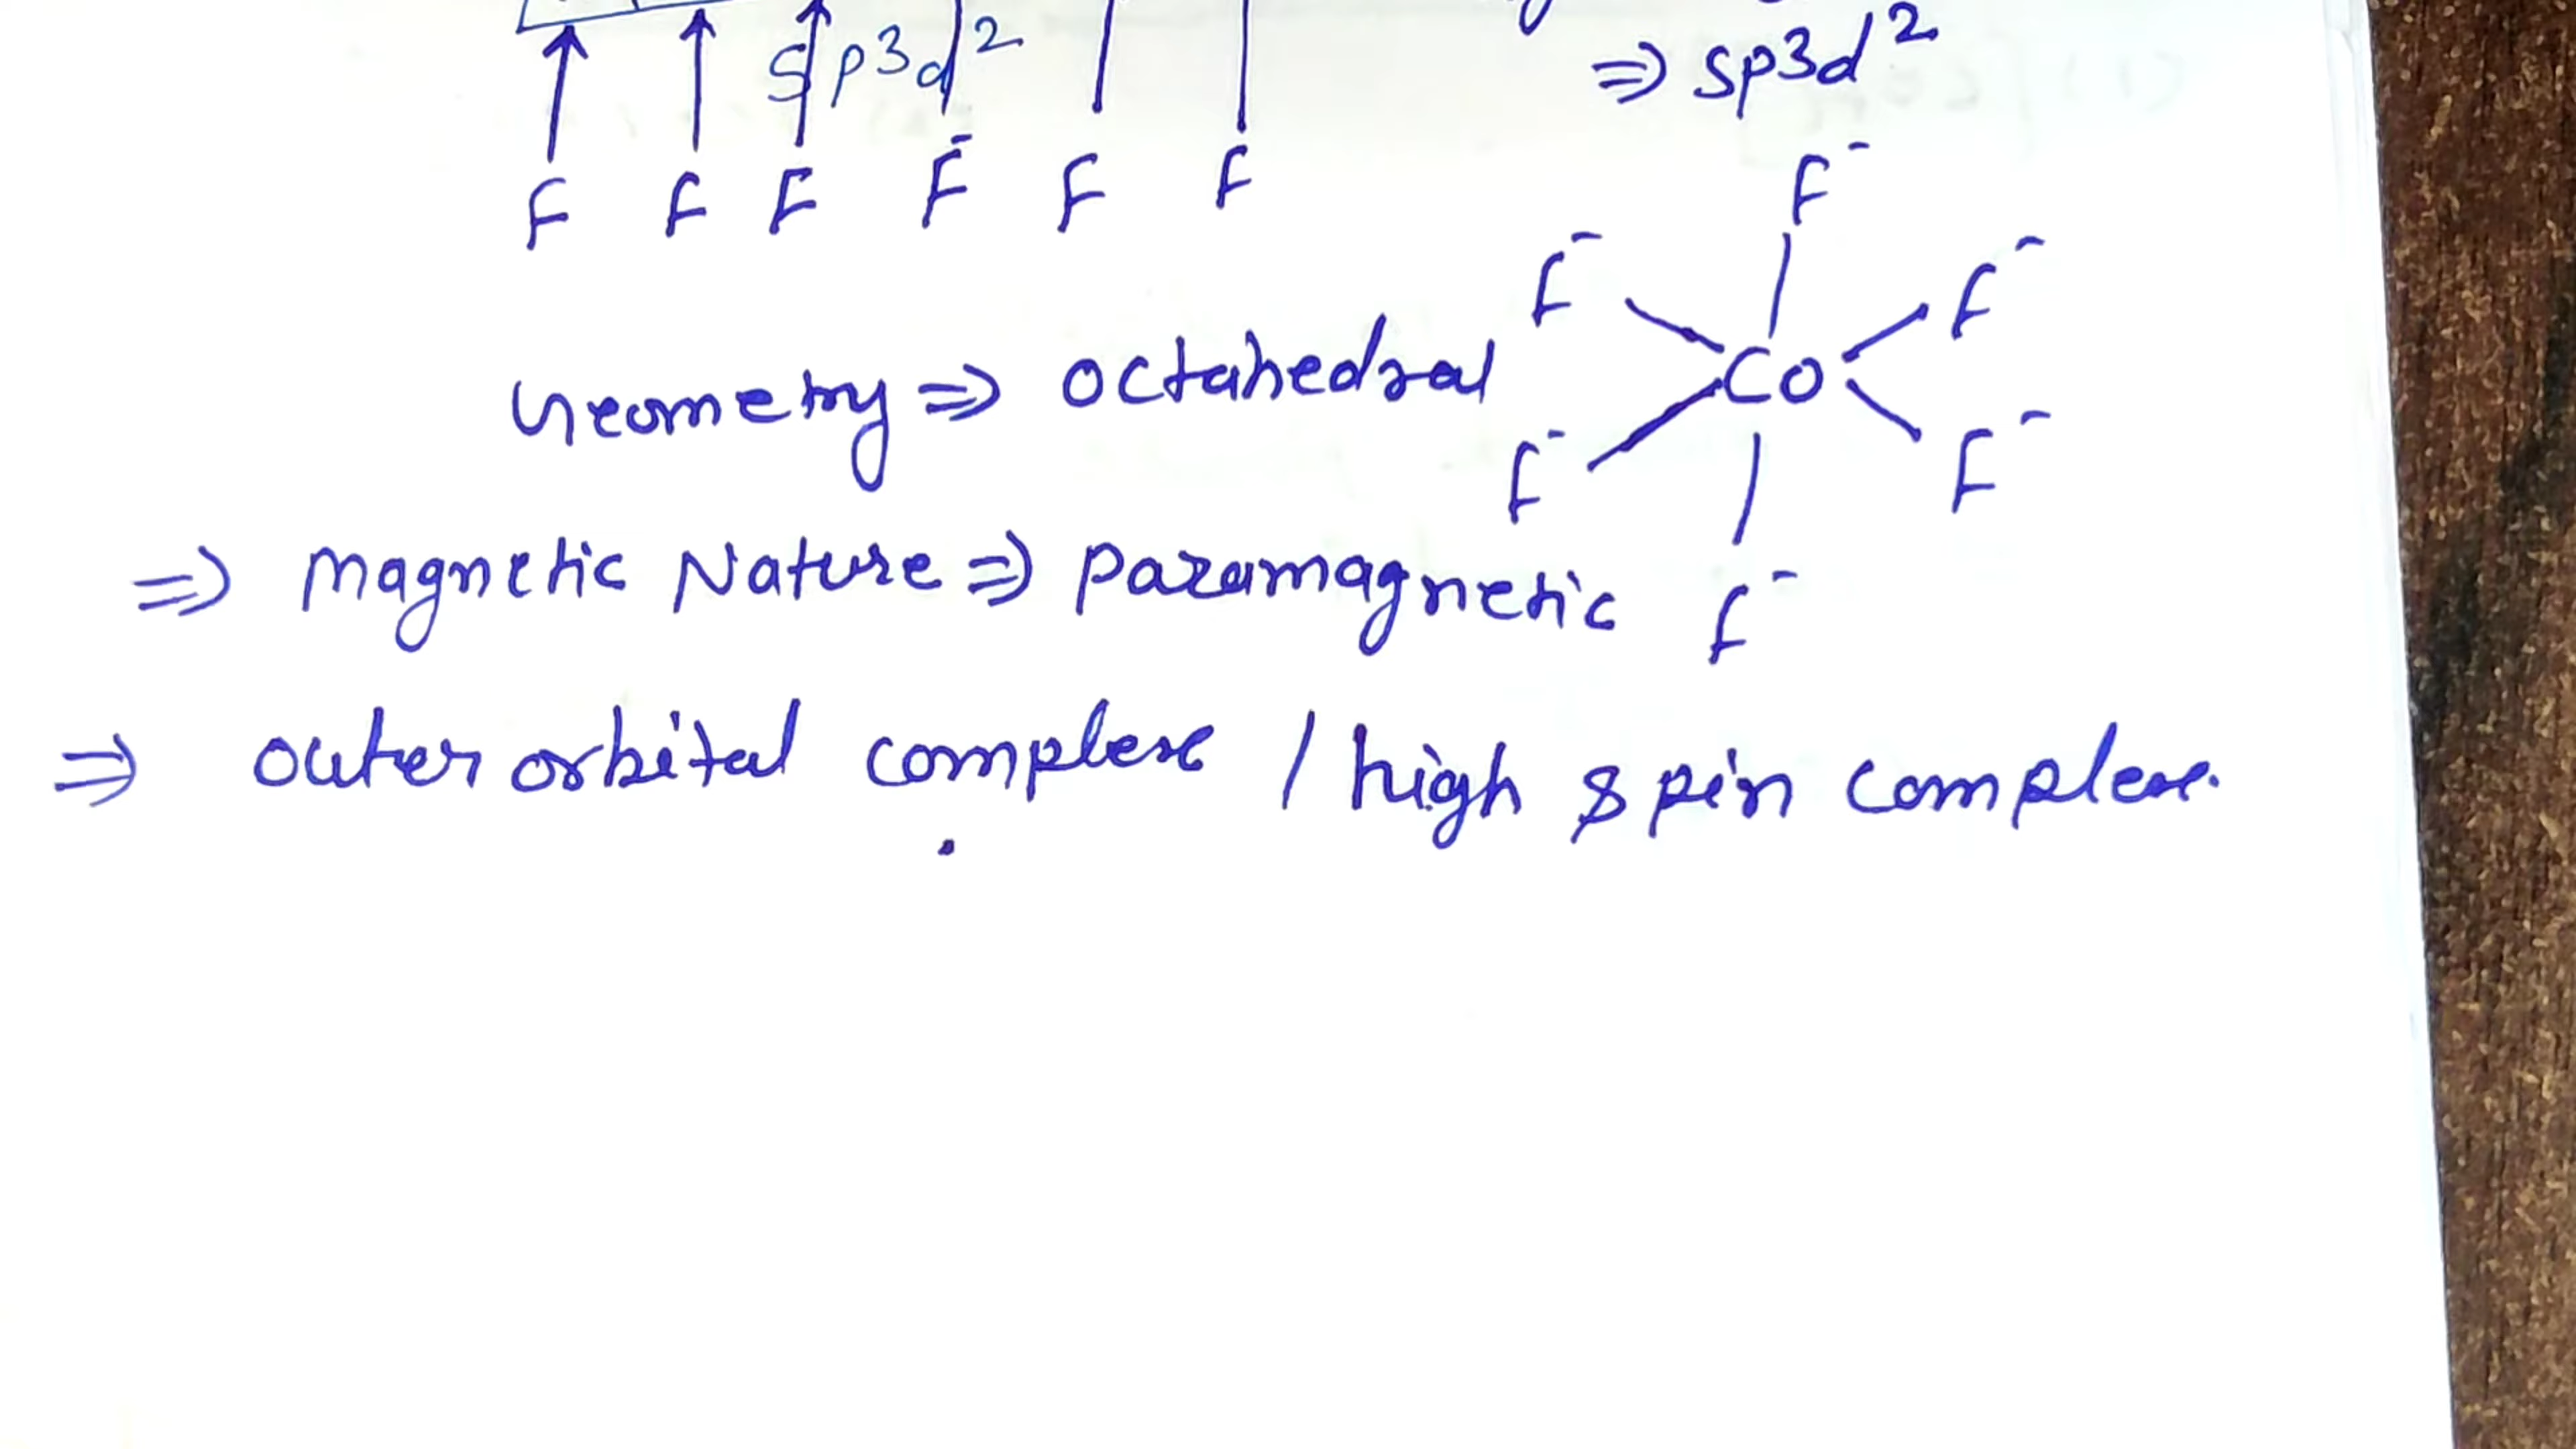 sp3d2
⇒ sp3d2
F F F F⁻ F F
F⁻
F⁻ F⁻
Geometry ⇒ octahedral
Co
F⁻ F⁻
⇒ Magnetic Nature ⇒ paramagnetic
F⁻
⇒ outer orbital complex / high spin complex.